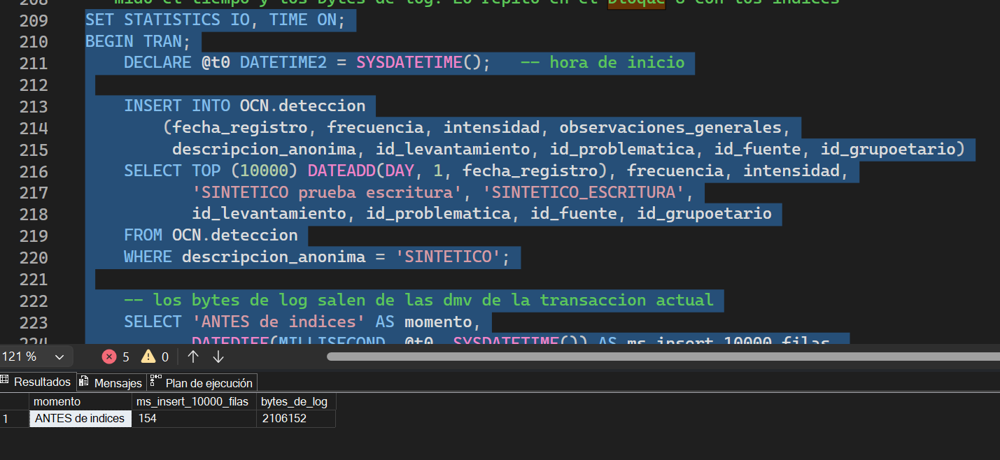 208 mido el tiempo y los bytes de log. Lo repito en el bloque 8 con los indices
209 SET STATISTICS IO, TIME ON;
210 BEGIN TRAN;
211 DECLARE @t0 DATETIME2 = SYSDATETIME(); -- hora de inicio
212
213 INSERT INTO OCN.deteccion
214 (fecha_registro, frecuencia, intensidad, observaciones_generales,
215 descripcion_anonima, id_levantamiento, id_problematica, id_fuente, id_grupoetario)
216 SELECT TOP (10000) DATEADD(DAY, 1, fecha_registro), frecuencia, intensidad,
217 'SINTETICO prueba escritura', 'SINTETICO_ESCRITURA',
218 id_levantamiento, id_problematica, id_fuente, id_grupoetario
219 FROM OCN.deteccion
220 WHERE descripcion_anonima = 'SINTETICO';
221
222 -- los bytes de log salen de las dmv de la transaccion actual
223 SELECT 'ANTES de indices' AS momento,
224 DATEDIFF(MILLISECOND, @t0, SYSDATETIME()) AS ms_insert_10000_filas,
121 % 5 0
Resultados Mensajes Plan de ejecución
momento ms_insert_10000_filas bytes_de_log
1 ANTES de indices 154 2106152